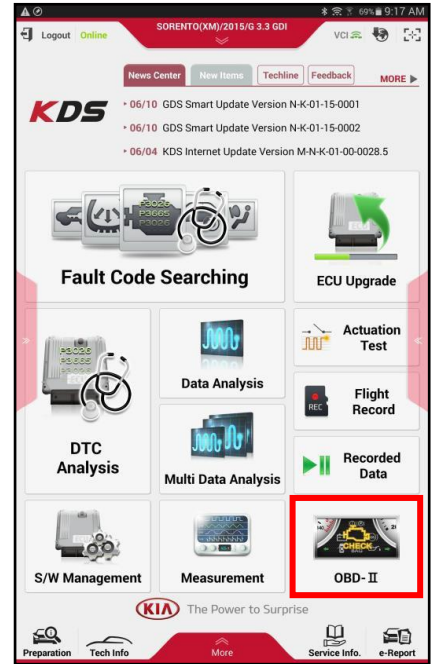 69% 9:17 AM
Logout Online
SORENTO(XM)/2015/G 3.3 GDI
VCI
News Center New Items Techline Feedback MORE
KDS
06/10 GDS Smart Update Version N-K-01-15-0001
06/10 GDS Smart Update Version N-K-01-15-0002
06/04 KDS Internet Update Version M-N-K-01-00-0028.5
P3026
P3665
P3026
Fault Code Searching
ECU
ECU Upgrade
P3026
P3665
DTC
Analysis
Data Analysis
Multi Data Analysis
Actuation
Test
REC
Flight
Record
Recorded
Data
S/W Management
Measurement
CHECK
OBD-II
KIA The Power to Surprise
Preparation Tech Info More Service Info. e-Report